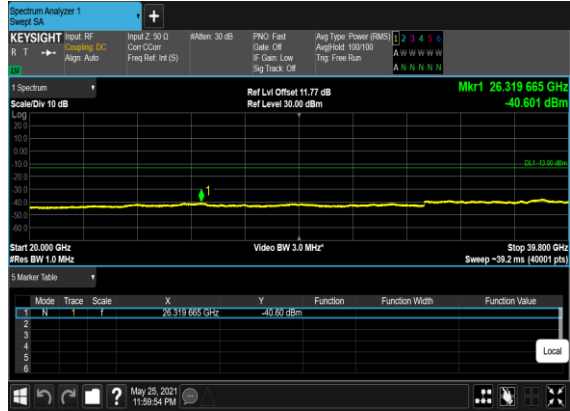 Spectrum Analyzer 1
Swept SA
+
KEYSIGHT Input: RF Input Z: 50 Ω #Atten: 30 dB PNO: Fast Avg Type: Power (RMS) 1 2 3 4 5 6
R T Coupling: DC Corr CCorr Gate: Off Avg|Hold: 100/100 A W W W W W
Align: Auto Freq Ref: Int (S) IF Gain: Low Trig: Free Run
Sig Track: Off A N N N N N
LV
1 Spectrum
Ref Lvl Offset 11.77 dB Mkr1 26.319 665 GHz
Scale/Div 10 dB Ref Level 30.00 dBm -40.601 dBm
Log
20.0
10.0
0.00
-10.0 DL1 -13.00 dBm
-20.0
-30.0 1
-40.0
-50.0
-60.0
Start 20.000 GHz Video BW 3.0 MHz* Stop 39.800 GHz
#Res BW 1.0 MHz Sweep ~39.2 ms (40001 pts)
5 Marker Table
Mode Trace Scale X Y Function Function Width Function Value
1 N 1 f 26.319 665 GHz -40.60 dBm
2
3
4
5
6
Local
? May 25, 2021
11:59:54 PM